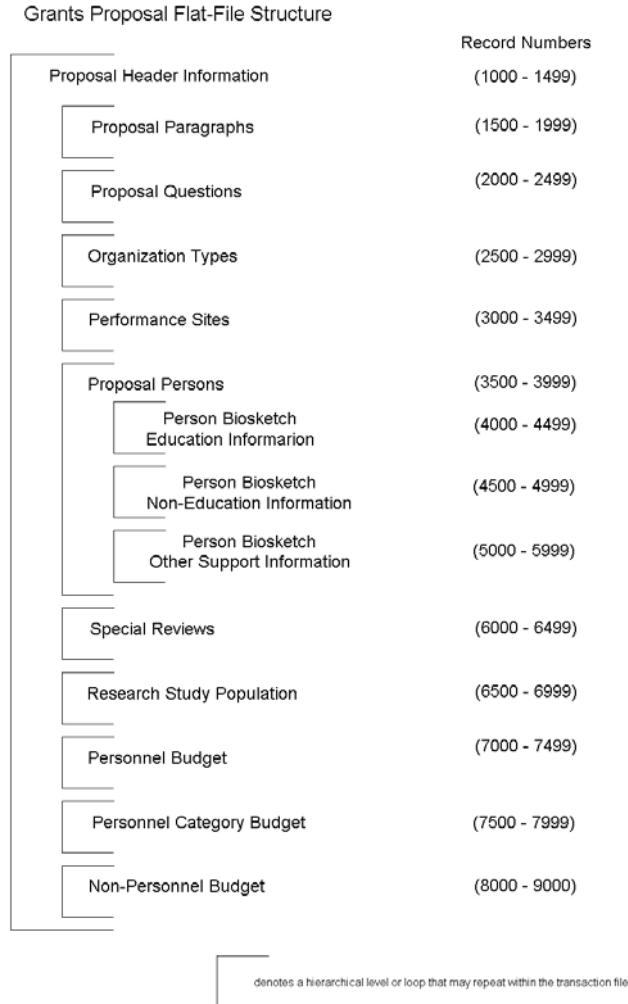 Grants Proposal Flat-File Structure
Record Numbers
Proposal Header Information (1000 - 1499)
Proposal Paragraphs (1500 - 1999)
Proposal Questions (2000 - 2499)
Organization Types (2500 - 2999)
Performance Sites (3000 - 3499)
Proposal Persons (3500 - 3999)
Person Biosketch
Education Informarion (4000 - 4499)
Person Biosketch
Non-Education Information (4500 - 4999)
Person Biosketch
Other Support Information (5000 - 5999)
Special Reviews (6000 - 6499)
Research Study Population (6500 - 6999)
Personnel Budget (7000 - 7499)
Personnel Category Budget (7500 - 7999)
Non-Personnel Budget (8000 - 9000)
denotes a hierarchical level or loop that may repeat within the transaction file